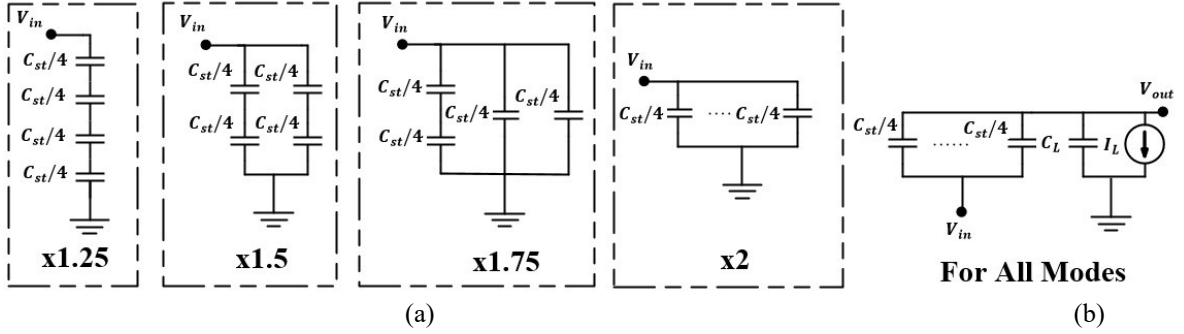 V_in
C_st/4
C_st/4
C_st/4
C_st/4
x1.25
V_in
C_st/4 C_st/4
C_st/4 C_st/4
x1.5
V_in
C_st/4
C_st/4 C_st/4
C_st/4
x1.75
V_in
C_st/4 ···· C_st/4
x2
V_out
C_st/4 ······ C_st/4 C_L I_L
V_in
For All Modes
(a) (b)